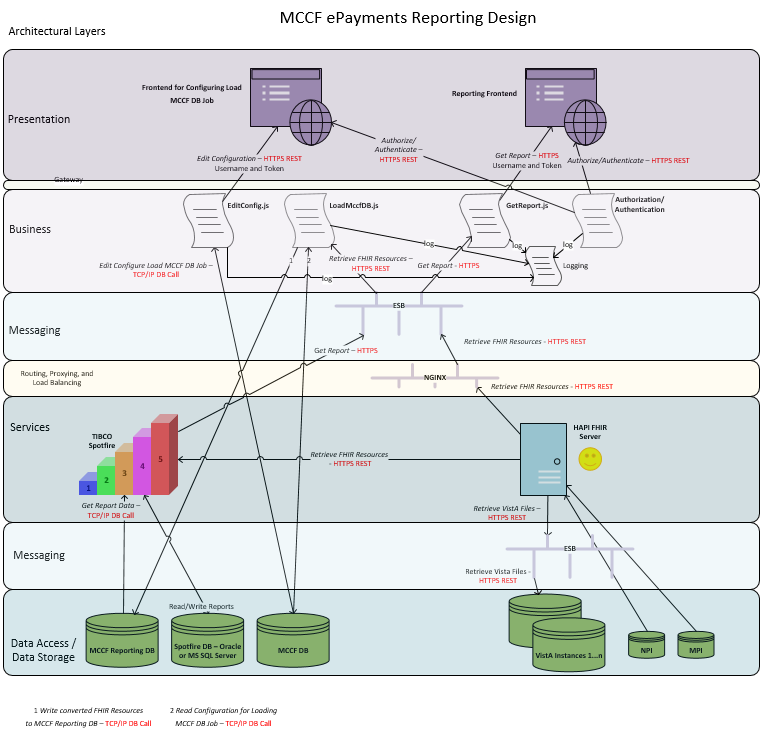 MCCF ePayments Reporting Design
Architectural Layers
Presentation
Frontend for Configuring Load
MCCF DB Job
Reporting Frontend
Authorize/
Authenticate –
HTTPS REST
Edit Configuration – HTTPS REST
Username and Token
Get Report – HTTPS
Username and Token
Authorize/Authenticate – HTTPS REST
Gateway
Business
EditConfig.js
LoadMccfDB.js
GetReport.js
Authorization/
Authentication
log
log
log
Logging
Edit Configure Load MCCF DB Job –
TCP/IP DB Call
1
2
Retrieve FHIR Resources –
HTTPS REST
Get Report - HTTPS
log
Messaging
ESB
Get Report – HTTPS
Retrieve FHIR Resources - HTTPS REST
Routing, Proxying, and
Load Balancing
NGINX
Retrieve FHIR Resources - HTTPS REST
Services
TIBCO
Spotfire
1
2
3
4
5
HAPI FHIR
Server
Retrieve FHIR Resources
- HTTPS REST
Get Report Data –
TCP/IP DB Call
Retrieve VistA Files –
HTTPS REST
Messaging
ESB
Retrieve Vista Files -
HTTPS REST
Read/Write Reports
Data Access /
Data Storage
MCCF Reporting DB
Spotfire DB – Oracle
or MS SQL Server
MCCF DB
VistA Instances 1...n
NPI
MPI
1 Write converted FHIR Resources
to MCCF Reporting DB – TCP/IP DB Call
2 Read Configuration for Loading
MCCF DB Job – TCP/IP DB Call